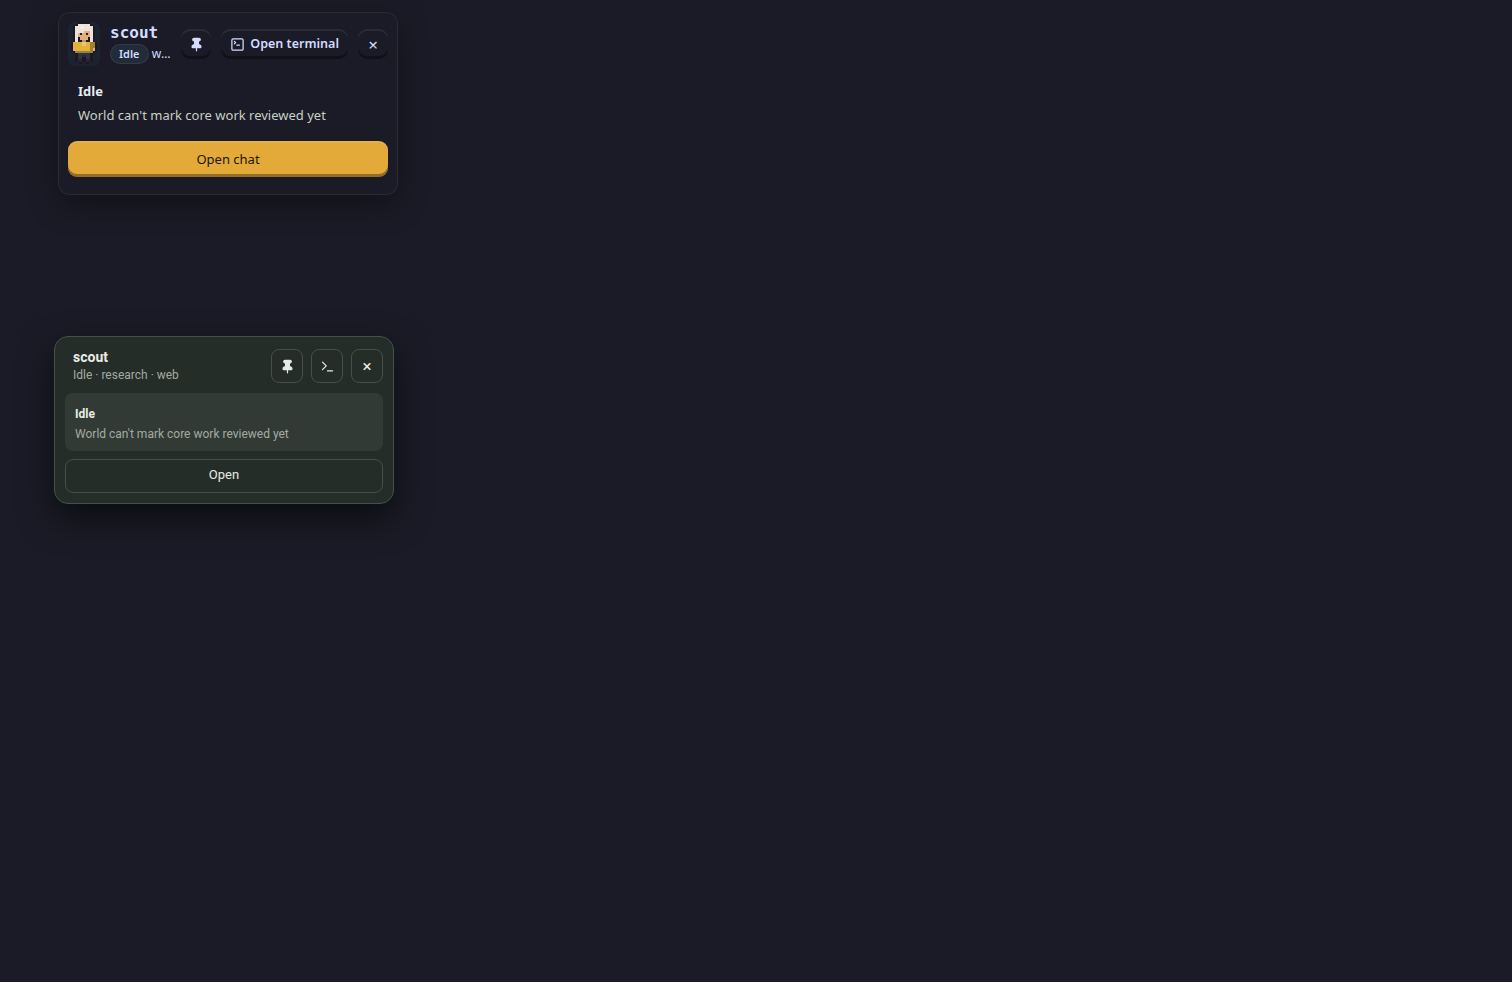 scout
Idle w...
Open terminal
×
Idle
World can't mark core work reviewed yet
Open chat
scout
Idle · research · web
×
Idle
World can't mark core work reviewed yet
Open